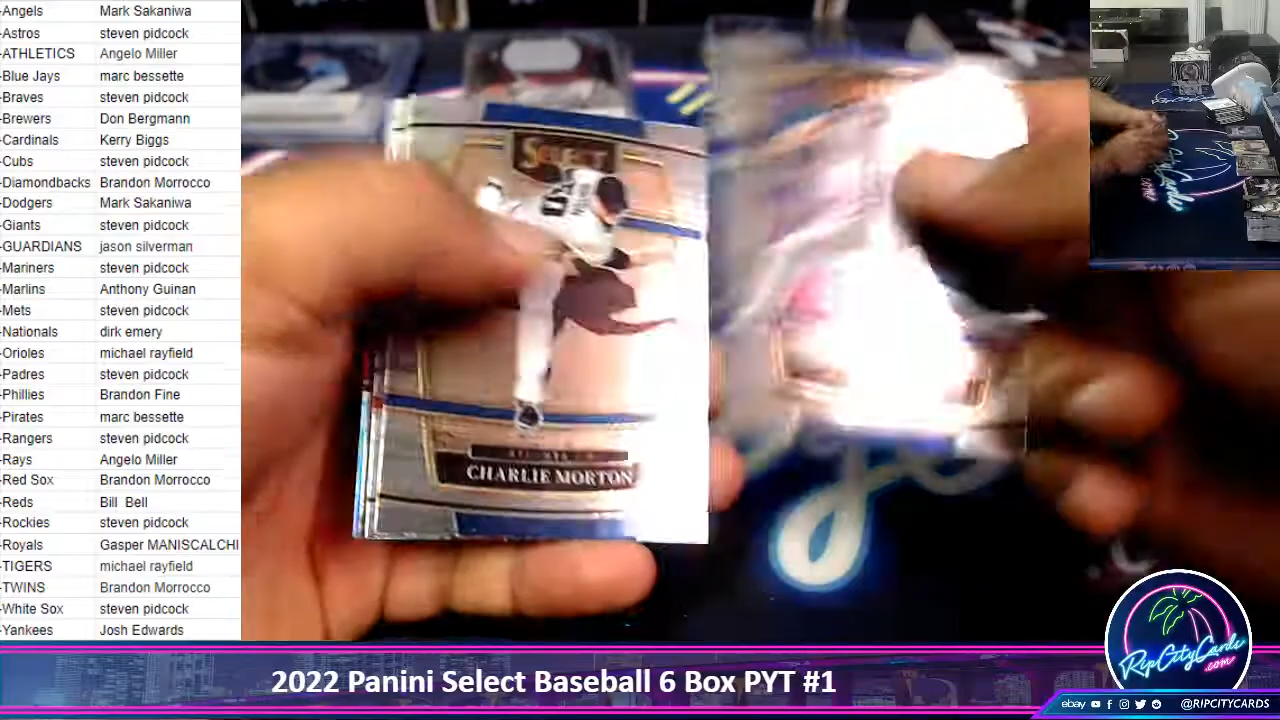 -Angels Mark Sakaniwa
-Astros steven pidcock
-ATHLETICS Angelo Miller
-Blue Jays marc bessette
-Braves steven pidcock
-Brewers Don Bergmann
-Cardinals Kerry Biggs
-Cubs steven pidcock
-Diamondbacks Brandon Morrocco
-Dodgers Mark Sakaniwa
-Giants steven pidcock
-GUARDIANS jason silverman
-Mariners steven pidcock
-Marlins Anthony Guinan
-Mets steven pidcock
-Nationals dirk emery
-Orioles michael rayfield
-Padres steven pidcock
-Phillies Brandon Fine
-Pirates marc bessette
-Rangers steven pidcock
-Rays Angelo Miller
-Red Sox Brandon Morrocco
-Reds Bill Bell
-Rockies steven pidcock
-Royals Gasper MANISCALCHI
-TIGERS michael rayfield
-TWINS Brandon Morrocco
-White Sox steven pidcock
-Yankees Josh Edwards
SELECT
CHARLIE MORTON
2022 Panini Select Baseball 6 Box PYT #1
RipCityCards
.com
ebay @RIPCITYCARDS